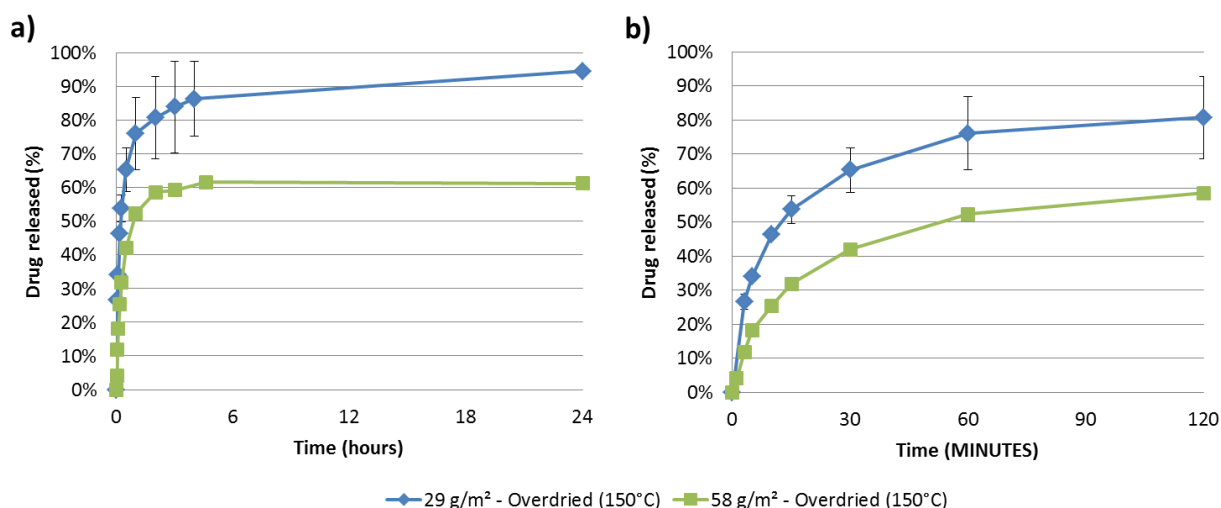 a)
100%
90%
80%
70%
60%
50%
40%
30%
20%
10%
0%
Drug released (%)
0 6 12 18 24
Time (hours)
b)
100%
90%
80%
70%
60%
50%
40%
30%
20%
10%
0%
Drug released (%)
0 30 60 90 120
Time (MINUTES)
29 g/m² - Overdried (150°C) 58 g/m² - Overdried (150°C)